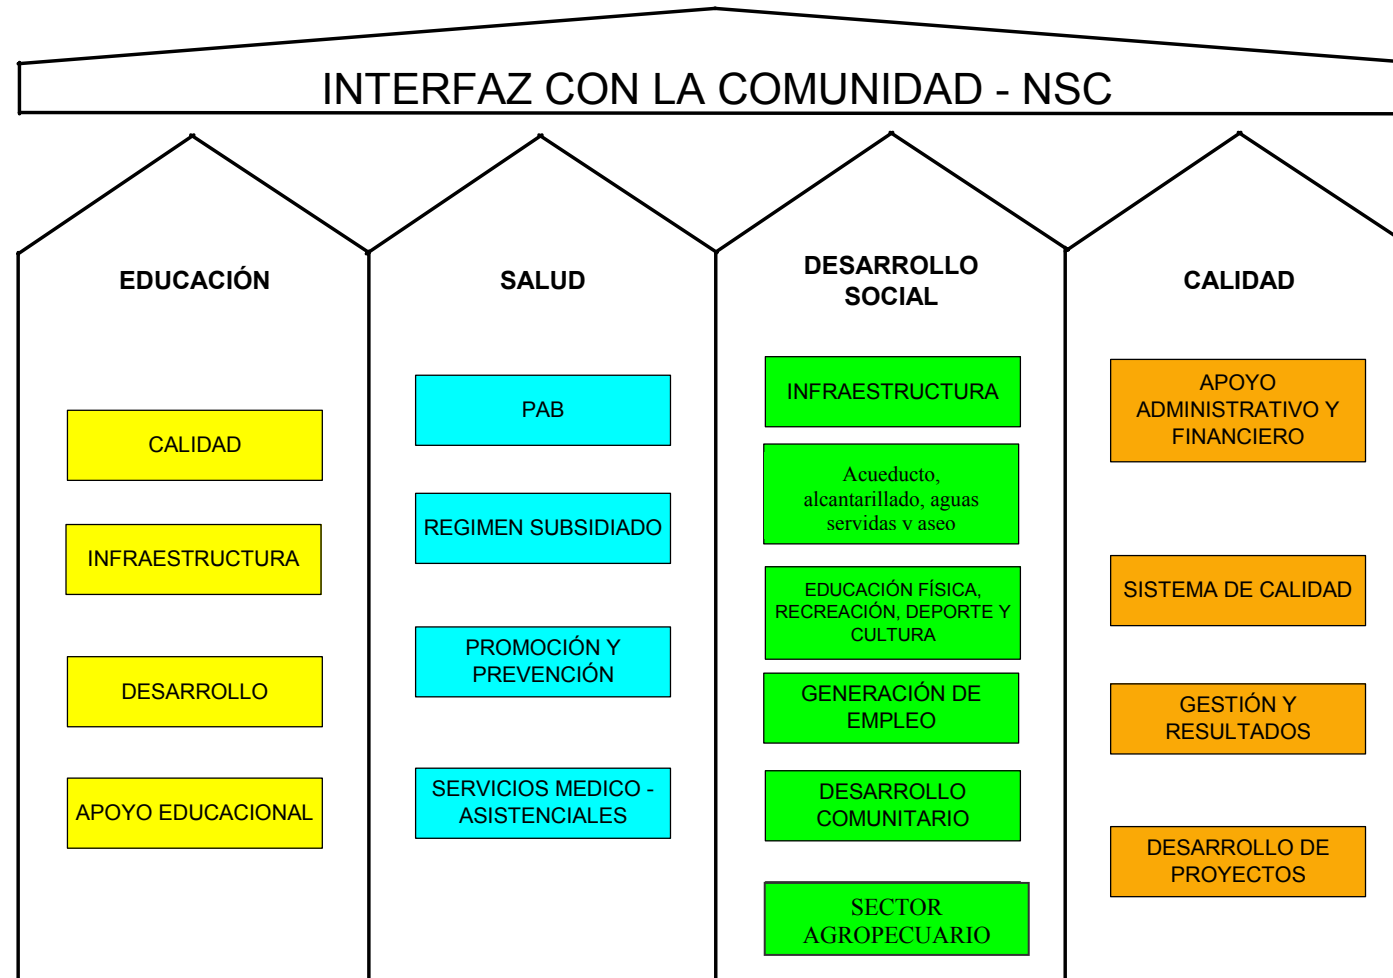 INTERFAZ CON LA COMUNIDAD - NSC
EDUCACIÓN
CALIDAD
INFRAESTRUCTURA
DESARROLLO
APOYO EDUCACIONAL
SALUD
PAB
REGIMEN SUBSIDIADO
PROMOCIÓN Y
PREVENCIÓN
SERVICIOS MEDICO -
ASISTENCIALES
DESARROLLO
SOCIAL
INFRAESTRUCTURA
Acueducto,
alcantarillado, aguas
servidas y aseo
EDUCACIÓN FÍSICA,
RECREACIÓN, DEPORTE Y
CULTURA
GENERACIÓN DE
EMPLEO
DESARROLLO
COMUNITARIO
SECTOR
AGROPECUARIO
CALIDAD
APOYO
ADMINISTRATIVO Y
FINANCIERO
SISTEMA DE CALIDAD
GESTIÓN Y
RESULTADOS
DESARROLLO DE
PROYECTOS